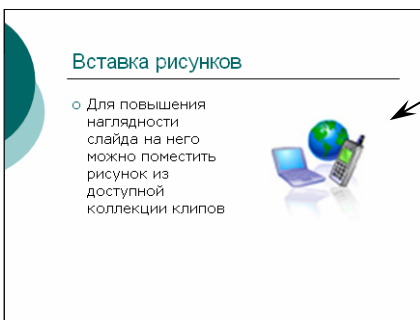 Вставка рисунков
Для повышения
наглядности
слайда на него
можно поместить
рисунок из
доступной
коллекции клипов